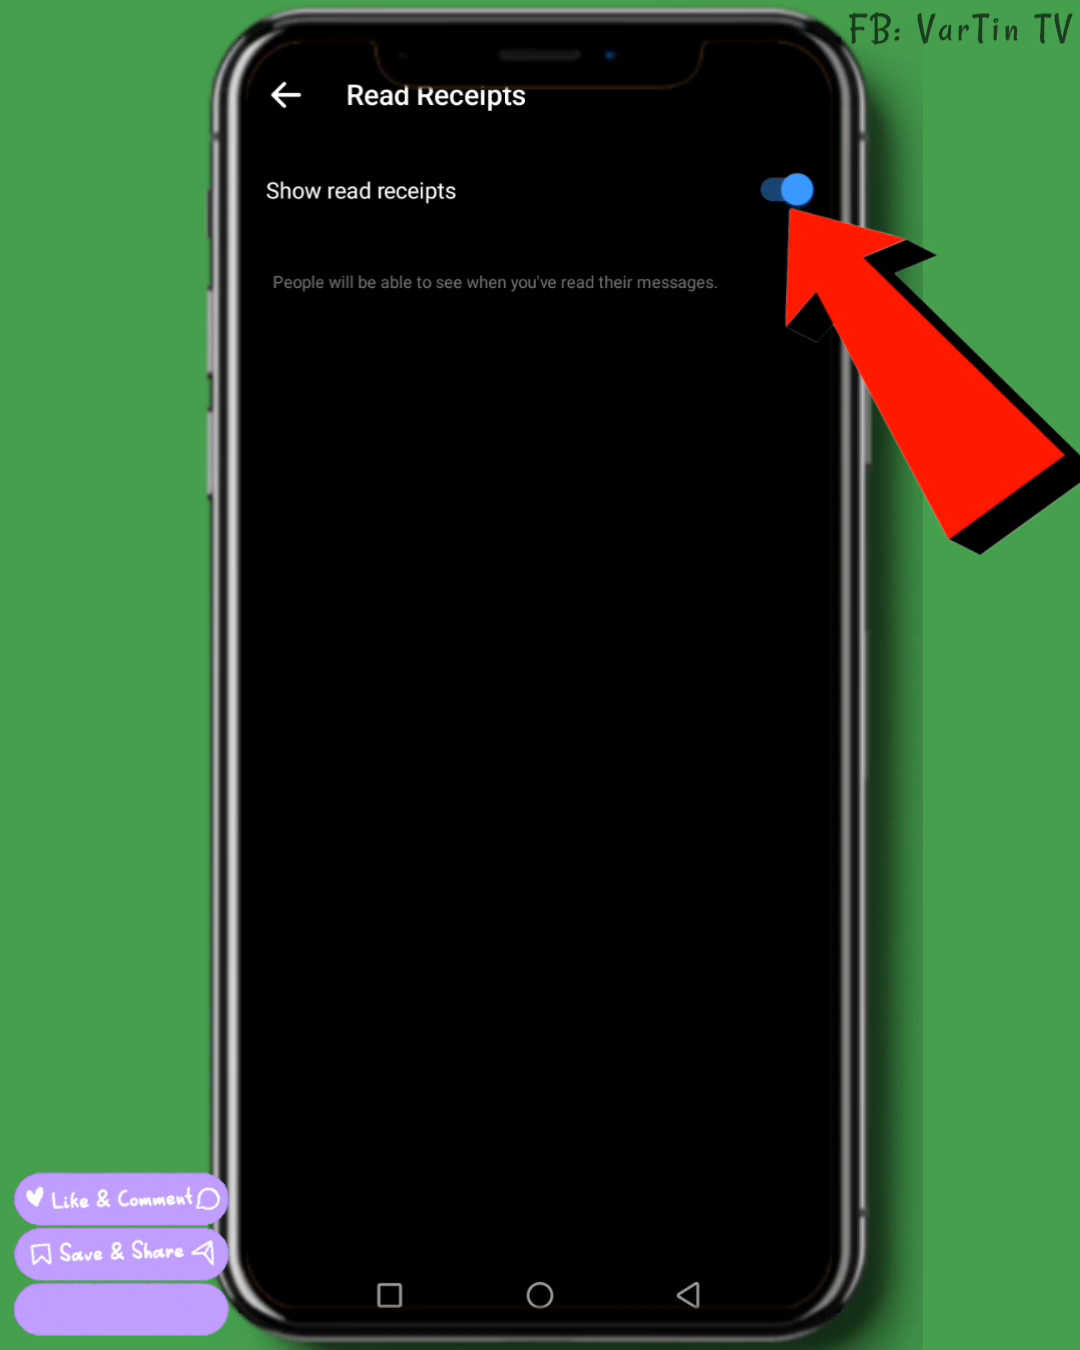 FB: VarTin TV
Read Receipts
Show read receipts
People will be able to see when you've read their messages.
Like & Comment
Save & Share